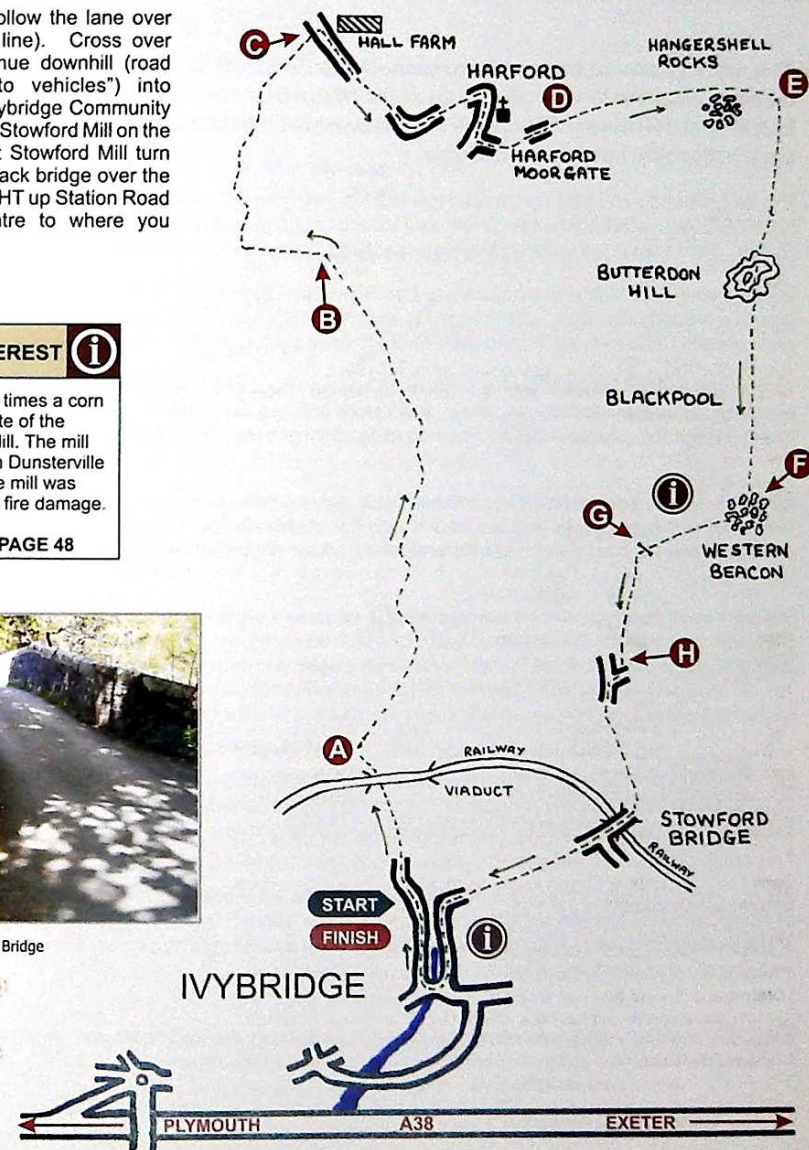 ollow the lane over
line). Cross over
nue downhill (road
to vehicles") into
ybridge Community
Stowford Mill on the
Stowford Mill turn
ack bridge over the
HT up Station Road
ntre to where you
EREST i
times a corn
te of the
ill. The mill
n Dunsterville
e mill was
fire damage.
PAGE 48
Bridge
C
HALL FARM
HARFORD
D
HARFORD
MOORGATE
HANGERSHELL
ROCKS
E
B
BUTTERDON
HILL
BLACKPOOL
i
F
G
WESTERN
BEACON
H
A
RAILWAY
VIADUCT
STOWFORD
BRIDGE
RAILWAY
START
FINISH
i
IVYBRIDGE
PLYMOUTH A38 EXETER